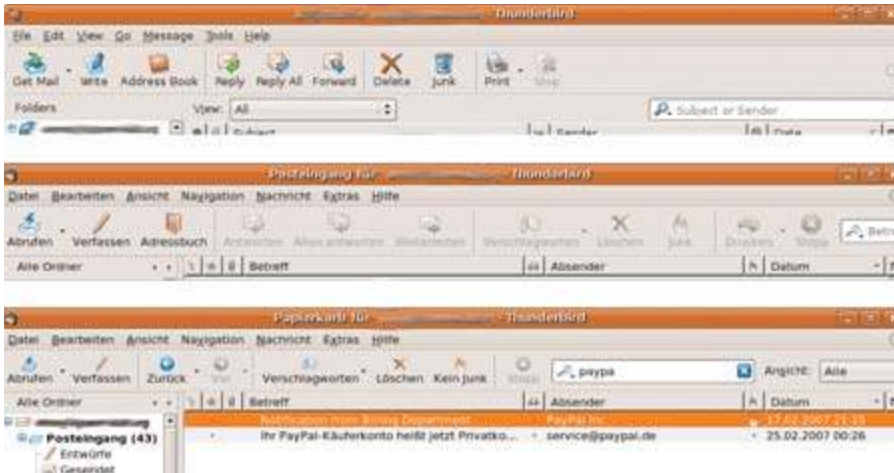 - Thunderbird
File Edit View Go Message Tools Help
Get Mail Write Address Book Reply Reply All Forward Delete Junk Print Stop
Folders View: All Subject or Sender
Subject Sender Date
Posteingang für - Thunderbird
Datei Bearbeiten Ansicht Navigation Nachricht Extras Hilfe
Abrufen Verfassen Adressbuch Antworten Allen antworten Weiterleiten Verschlagworten Löschen Junk Drucken Stopp Betre
Alle Ordner Betreff Absender Datum
Papierkorb für - Thunderbird
Datei Bearbeiten Ansicht Navigation Nachricht Extras Hilfe
Abrufen Verfassen Zurück Vor Verschlagworten Löschen Kein Junk Stopp paypa Ansicht: Alle
Alle Ordner Betreff Absender Datum
Notification from Billing Department PayPal Inc. 17.02.2007 21:15
Posteingang (43) Ihr PayPal-Käuferkonto heißt jetzt Privatko... service@paypal.de 25.02.2007 00:26
Entwürfe
Gesendet